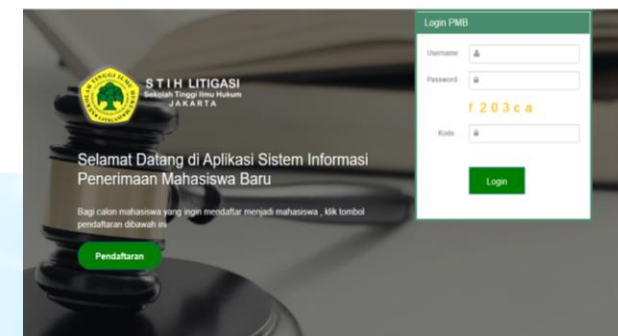 STIH LITIGASI
Sekolah Tinggi Ilmu Hukum
JAKARTA
Selamat Datang di Aplikasi Sistem Informasi
Penerimaan Mahasiswa Baru
Bagi calon mahasiswa yang ingin mendaftar menjadi mahasiswa , klik tombol
pendaftaran dibawah ini
Pendaftaran
Login PMB
Username
Password
f 2 0 3 c a
Kode
Login